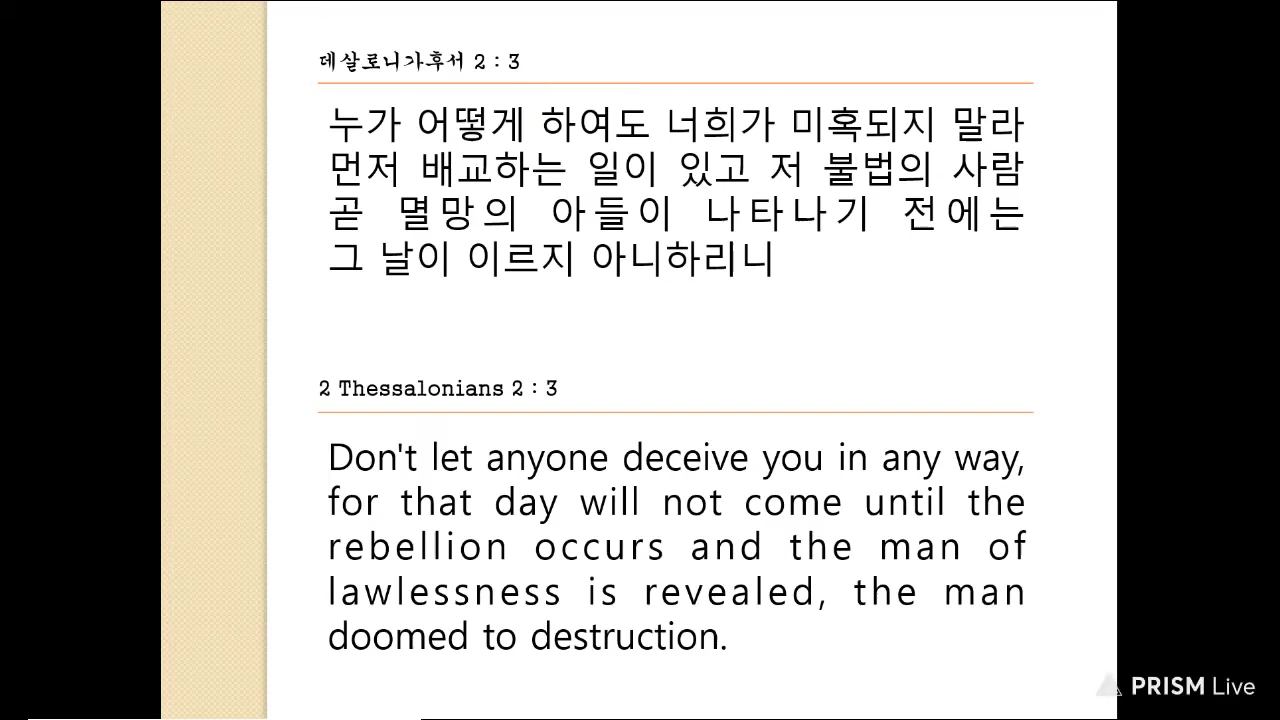 데살로니가후서 2 : 3
누가 어떻게 하여도 너희가 미혹되지 말라
먼저 배교하는 일이 있고 저 불법의 사람
곧 멸망의 아들이 나타나기 전에는
그 날이 이르지 아니하리니
2 Thessalonians 2 : 3
Don't let anyone deceive you in any way,
for that day will not come until the
rebellion occurs and the man of
lawlessness is revealed, the man
doomed to destruction.
PRISM Live